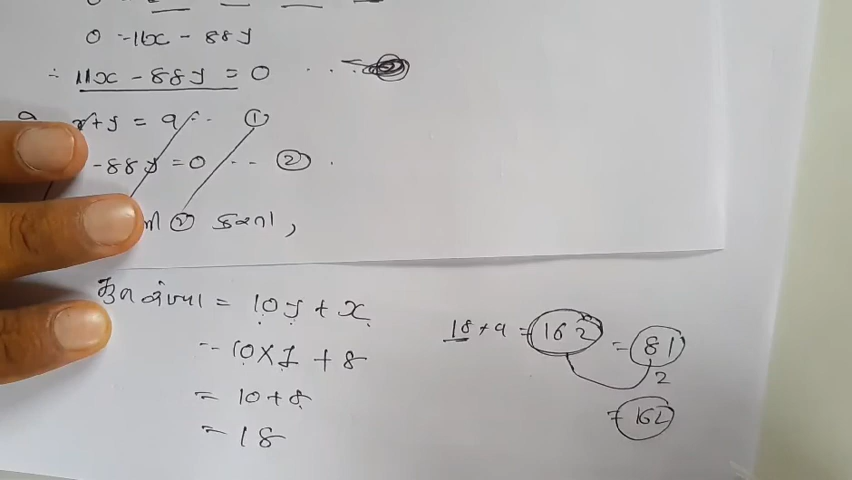 0 = 11x - 88y
∴ 11x - 88y = 0 ...
x + y = 9 .. ①
- 88y = 0 -- ② .
② કરતાં,
મુળ સંખ્યા = 10y + x
= 10 × 1 + 8
= 10 + 8
= 18
18 × 9 = 162 = 81
2
= 162